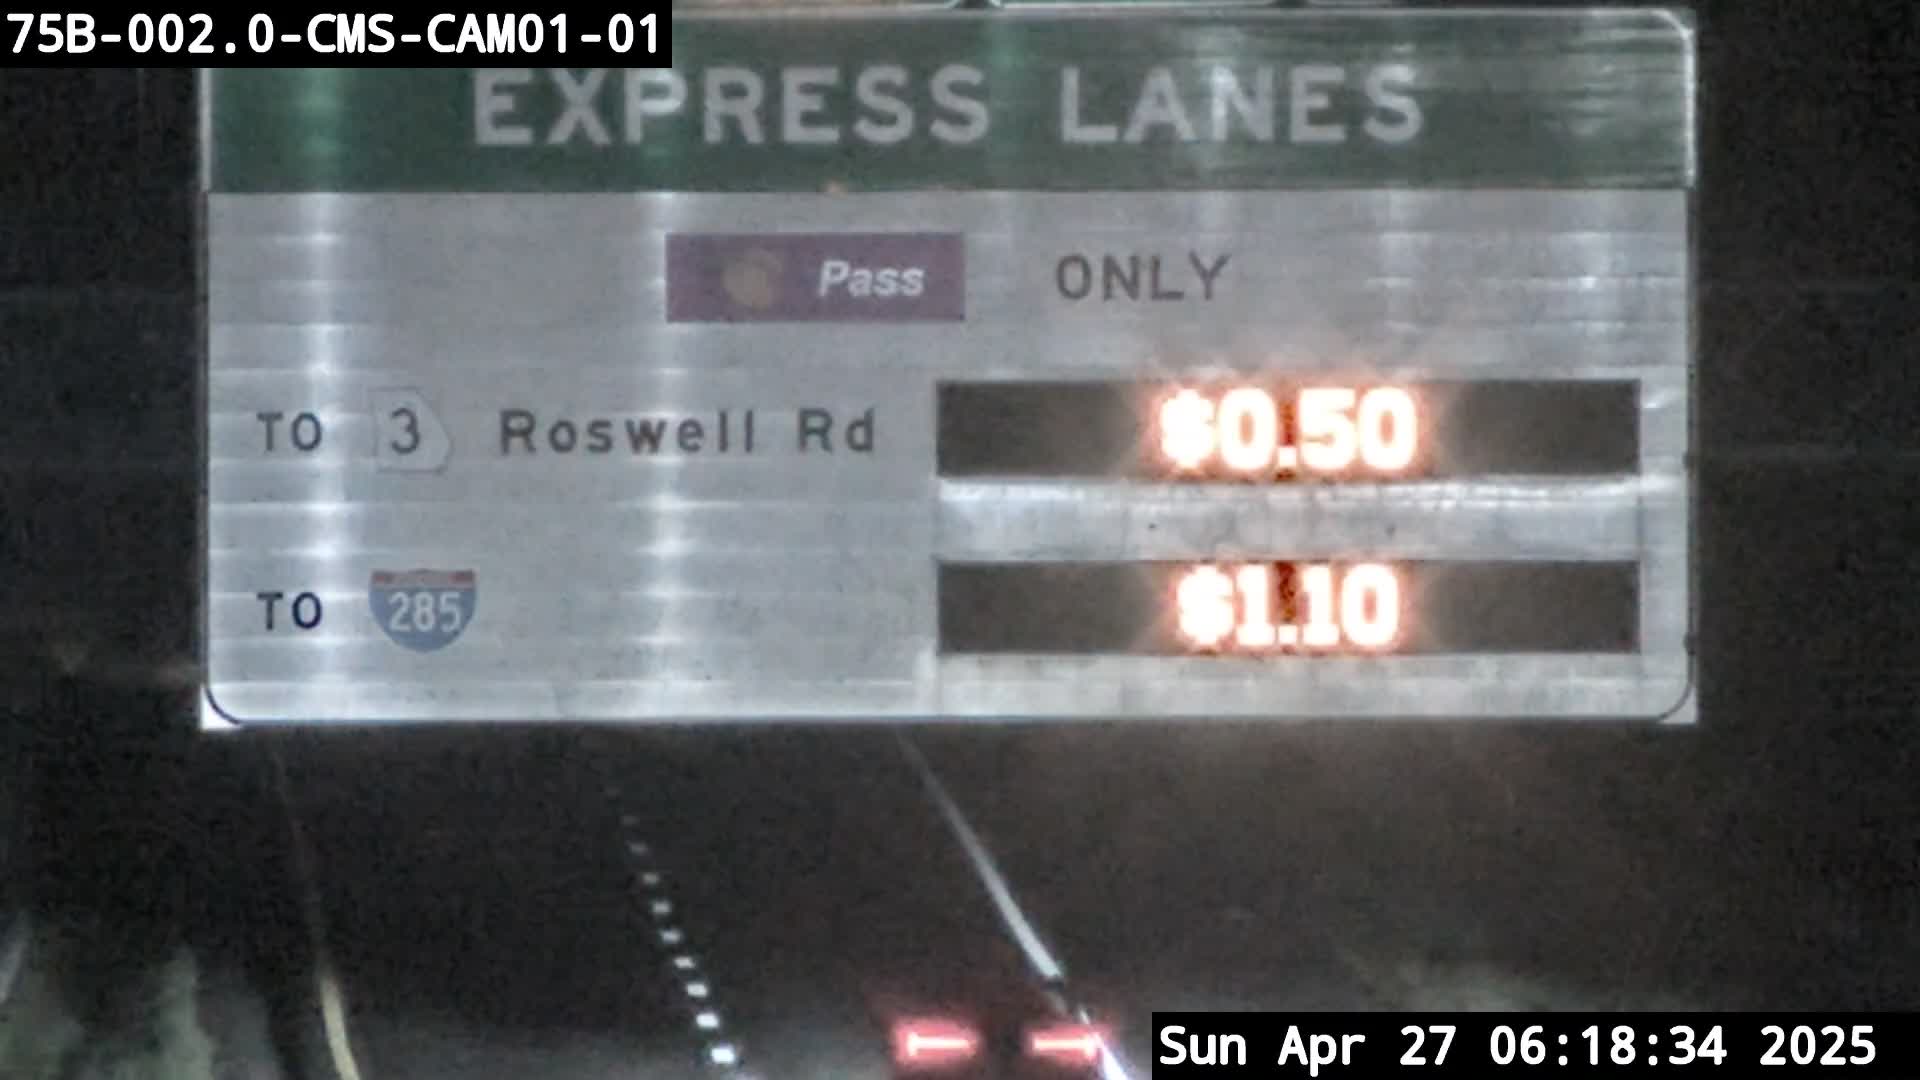 75B-002.0-CMS-CAM01-01
EXPRESS LANES
Pass ONLY
TO 3 Roswell Rd $0.50
TO 285 $1.10
Sun Apr 27 06:18:34 2025